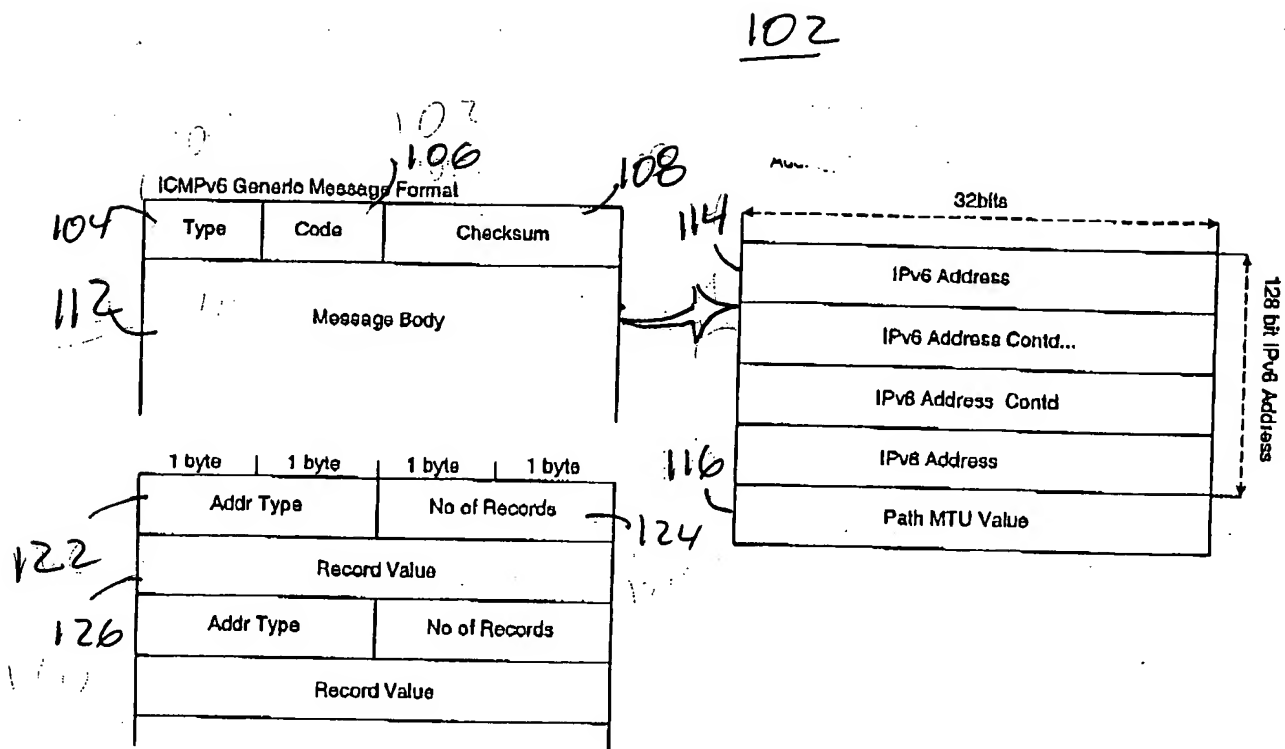 102
106
108
ICMPv6 Generic Message Format
104
Type
Code
Checksum
112
Message Body
114
32bits
IPv6 Address
IPv6 Address Contd...
IPv6 Address Contd
IPv6 Address
116
Path MTU Value
128 bit IPv6 Address
1 byte
1 byte
1 byte
1 byte
122
Addr Type
No of Records
124
Record Value
126
Addr Type
No of Records
Record Value